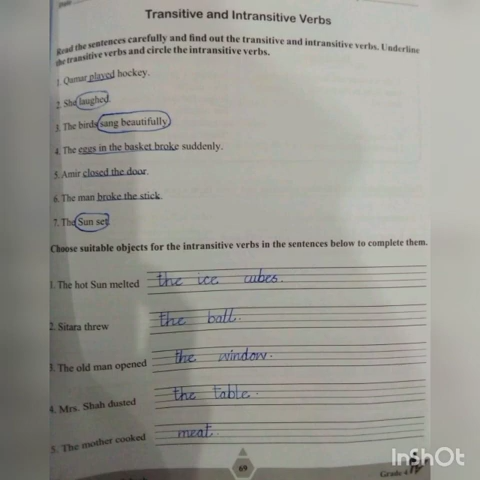 Transitive and Intransitive Verbs
Read the sentences carefully and find out the transitive and intransitive verbs. Underline
the transitive verbs and circle the intransitive verbs.
1. Qamar played hockey.
2. She laughed.
3. The birds sang beautifully.
4. The eggs in the basket broke suddenly.
5. Amir closed the door.
6. The man broke the stick.
7. The Sun set.
Choose suitable objects for the intransitive verbs in the sentences below to complete them.
1. The hot Sun melted the ice cubes.
2. Sitara threw the ball.
3. The old man opened the window.
4. Mrs. Shah dusted the table.
5. The mother cooked meat.
69
Grade 4
InShOt